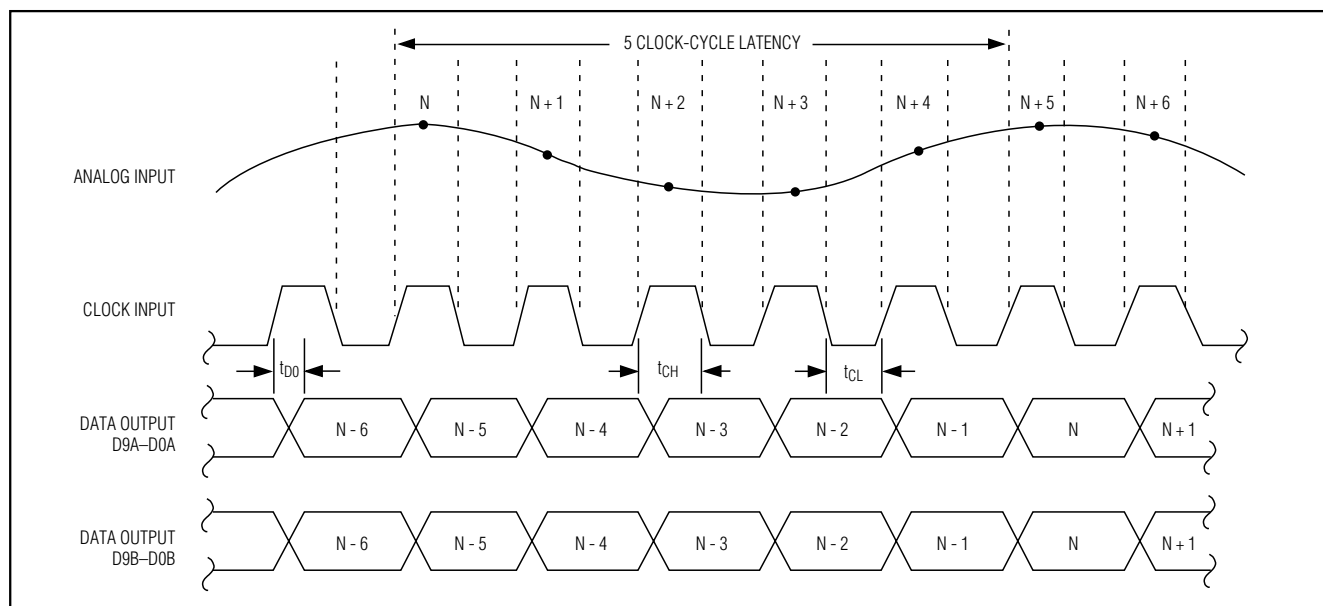 5 CLOCK-CYCLE LATENCY
N N + 1 N + 2 N + 3 N + 4 N + 5 N + 6
ANALOG INPUT
CLOCK INPUT
tD0 tCH tCL
DATA OUTPUT
D9A–D0A
N - 6 N - 5 N - 4 N - 3 N - 2 N - 1 N N + 1
DATA OUTPUT
D9B–D0B
N - 6 N - 5 N - 4 N - 3 N - 2 N - 1 N N + 1